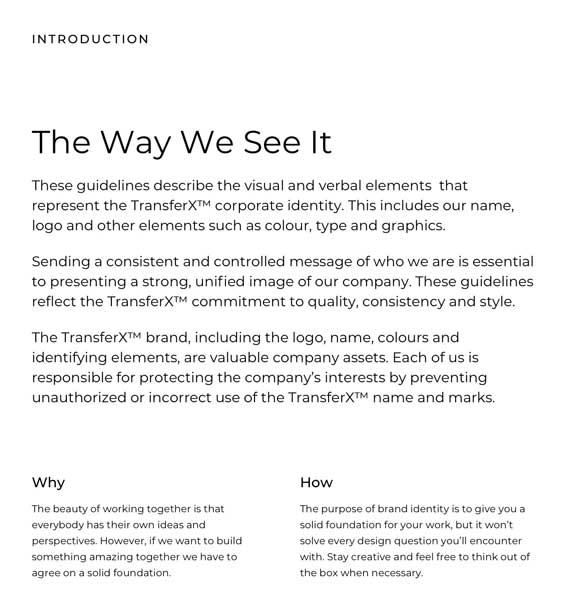 INTRODUCTION
The Way We See It
These guidelines describe the visual and verbal elements  that
represent the TransferX™ corporate identity. This includes our name,
logo and other elements such as colour, type and graphics.
Sending a consistent and controlled message of who we are is essential
to presenting a strong, unified image of our company. These guidelines
reflect the TransferX™ commitment to quality, consistency and style.
The TransferX™ brand, including the logo, name, colours and
identifying elements, are valuable company assets. Each of us is
responsible for protecting the company’s interests by preventing
unauthorized or incorrect use of the TransferX™ name and marks.
Why
The beauty of working together is that
everybody has their own ideas and
perspectives. However, if we want to build
something amazing together we have to
agree on a solid foundation.
How
The purpose of brand identity is to give you a
solid foundation for your work, but it won’t
solve every design question you’ll encounter
with. Stay creative and feel free to think out of
the box when necessary.